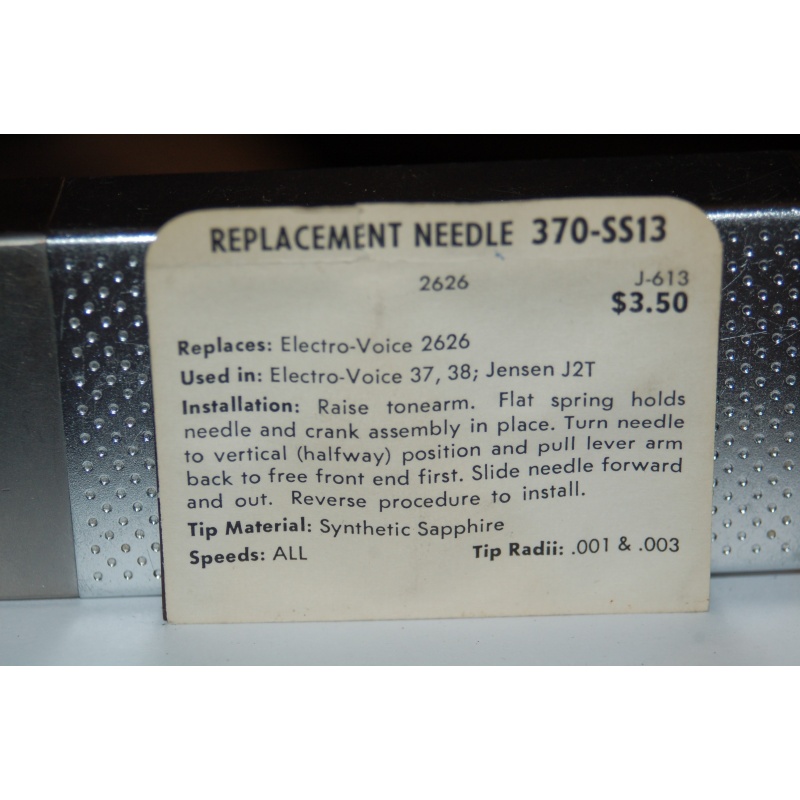 REPLACEMENT NEEDLE 370-SS13
2626 J-613
$3.50
Replaces: Electro-Voice 2626
Used in: Electro-Voice 37, 38; Jensen J2T
Installation: Raise tonearm. Flat spring holds
needle and crank assembly in place. Turn needle
to vertical (halfway) position and pull lever arm
back to free front end first. Slide needle forward
and out. Reverse procedure to install.
Tip Material: Synthetic Sapphire
Speeds: ALL Tip Radii: .001 & .003